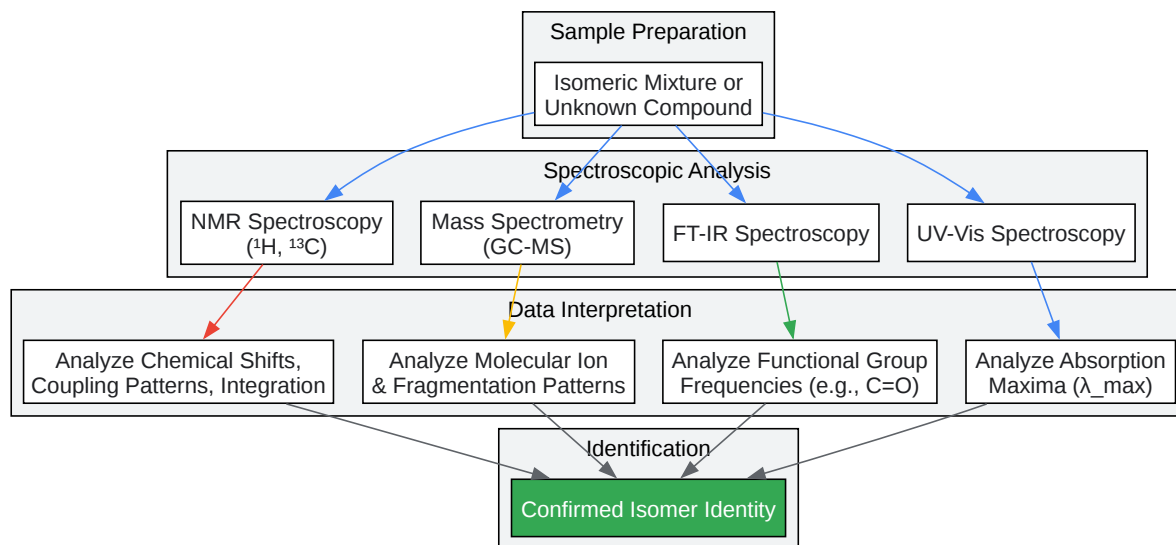 Sample Preparation
Isomeric Mixture or
Unknown Compound
Spectroscopic Analysis
NMR Spectroscopy
(¹H, ¹³C)
Mass Spectrometry
(GC-MS)
FT-IR Spectroscopy
UV-Vis Spectroscopy
Data Interpretation
Analyze Chemical Shifts,
Coupling Patterns, Integration
Analyze Molecular Ion
& Fragmentation Patterns
Analyze Functional Group
Frequencies (e.g., C=O)
Analyze Absorption
Maxima (λ_max)
Identification
Confirmed Isomer Identity